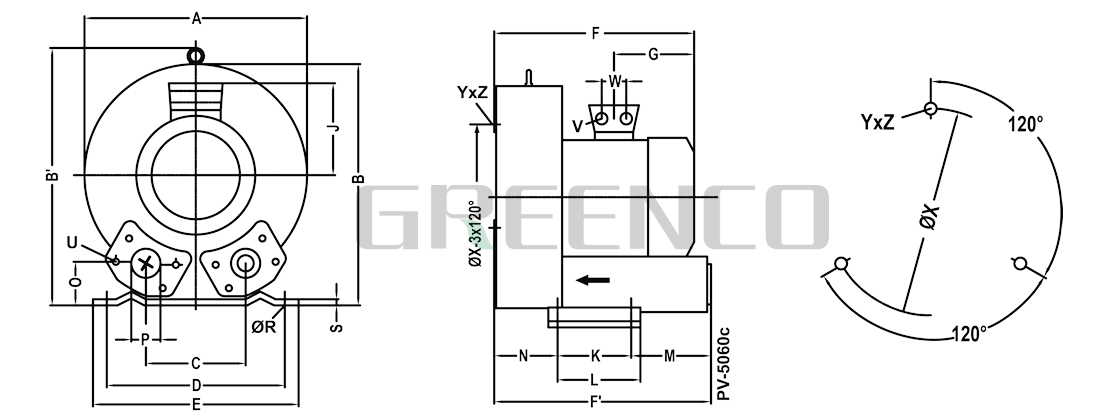 A
B'
J
B
U
O
P
ØR
S
C
D
E
F
G
W
YxZ
V
ØX-3x120°
N
K
M
L
F'
PV-5060c
GREENCO
YxZ
120°
ØX
120°